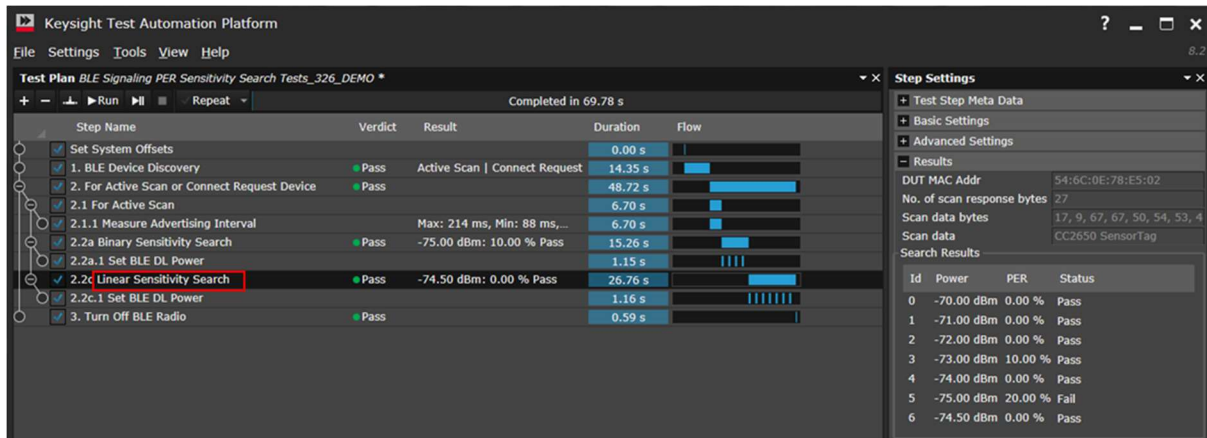 Keysight Test Automation Platform
?
File Settings Tools View Help
8.2
Test Plan BLE Signaling PER Sensitivity Search Tests_326_DEMO *
Run Repeat Completed in 69.78 s
Step Name Verdict Result Duration Flow
Set System Offsets 0.00 s
1. BLE Device Discovery Pass Active Scan | Connect Request 14.35 s
2. For Active Scan or Connect Request Device Pass 48.72 s
2.1 For Active Scan 6.70 s
2.1.1 Measure Advertising Interval Max: 214 ms, Min: 88 ms,... 6.70 s
2.2a Binary Sensitivity Search Pass -75.00 dBm: 10.00 % Pass 15.26 s
2.2a.1 Set BLE DL Power 1.15 s
2.2c Linear Sensitivity Search Pass -74.50 dBm: 0.00 % Pass 26.76 s
2.2c.1 Set BLE DL Power 1.16 s
3. Turn Off BLE Radio Pass 0.59 s
Step Settings
Test Step Meta Data
Basic Settings
Advanced Settings
Results
DUT MAC Addr 54:6C:0E:78:E5:02
No. of scan response bytes 27
Scan data bytes 17, 9, 67, 67, 50, 54, 53, 4
Scan data CC2650 SensorTag
Search Results
Id Power PER Status
0 -70.00 dBm 0.00 % Pass
1 -71.00 dBm 0.00 % Pass
2 -72.00 dBm 0.00 % Pass
3 -73.00 dBm 10.00 % Pass
4 -74.00 dBm 0.00 % Pass
5 -75.00 dBm 20.00 % Fail
6 -74.50 dBm 0.00 % Pass